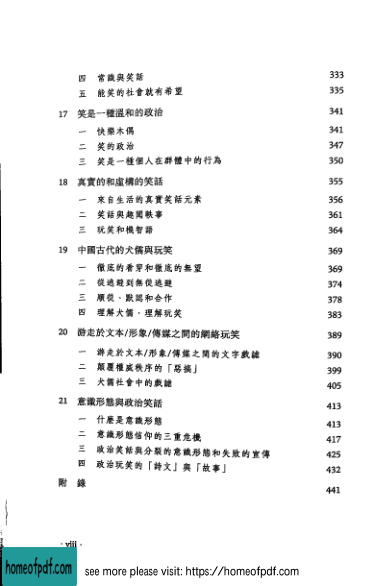 四 常識與笑話 333
五 能笑的社會就有希望 335
17 笑是一種溫和的政治 341
一 快樂木偶 341
二 笑的政治 347
三 笑是一種個人在群體中的行為 350
18 真實的和虛構的笑話 355
一 來自生活的真實笑話元素 356
二 笑話與趣聞軼事 361
三 玩笑和機智語 364
19 中國古代的犬儒與玩笑 369
一 徹底的看穿和徹底的無望 369
二 從逃避到無從逃避 374
三 順從、默認和合作 378
四 理解犬儒,理解玩笑 383
20 游走於文本/形象/傳媒之間的網絡玩笑 389
一 游走於文本/形象/傳媒之間的文字戲謔 390
二 顛覆權威秩序的「惡搞」 399
三 犬儒社會中的戲謔 405
21 意識形態與政治笑話 413
一 什麼是意識形態 413
二 意識形態信仰的三重危機 417
三 政治笑話與分裂的意識形態和失敗的宣傳 425
四 政治玩笑的「詩文」與「故事」 432
附 錄 441
· viii ·
homeofpdf.com
see more please visit: https://homeofpdf.com